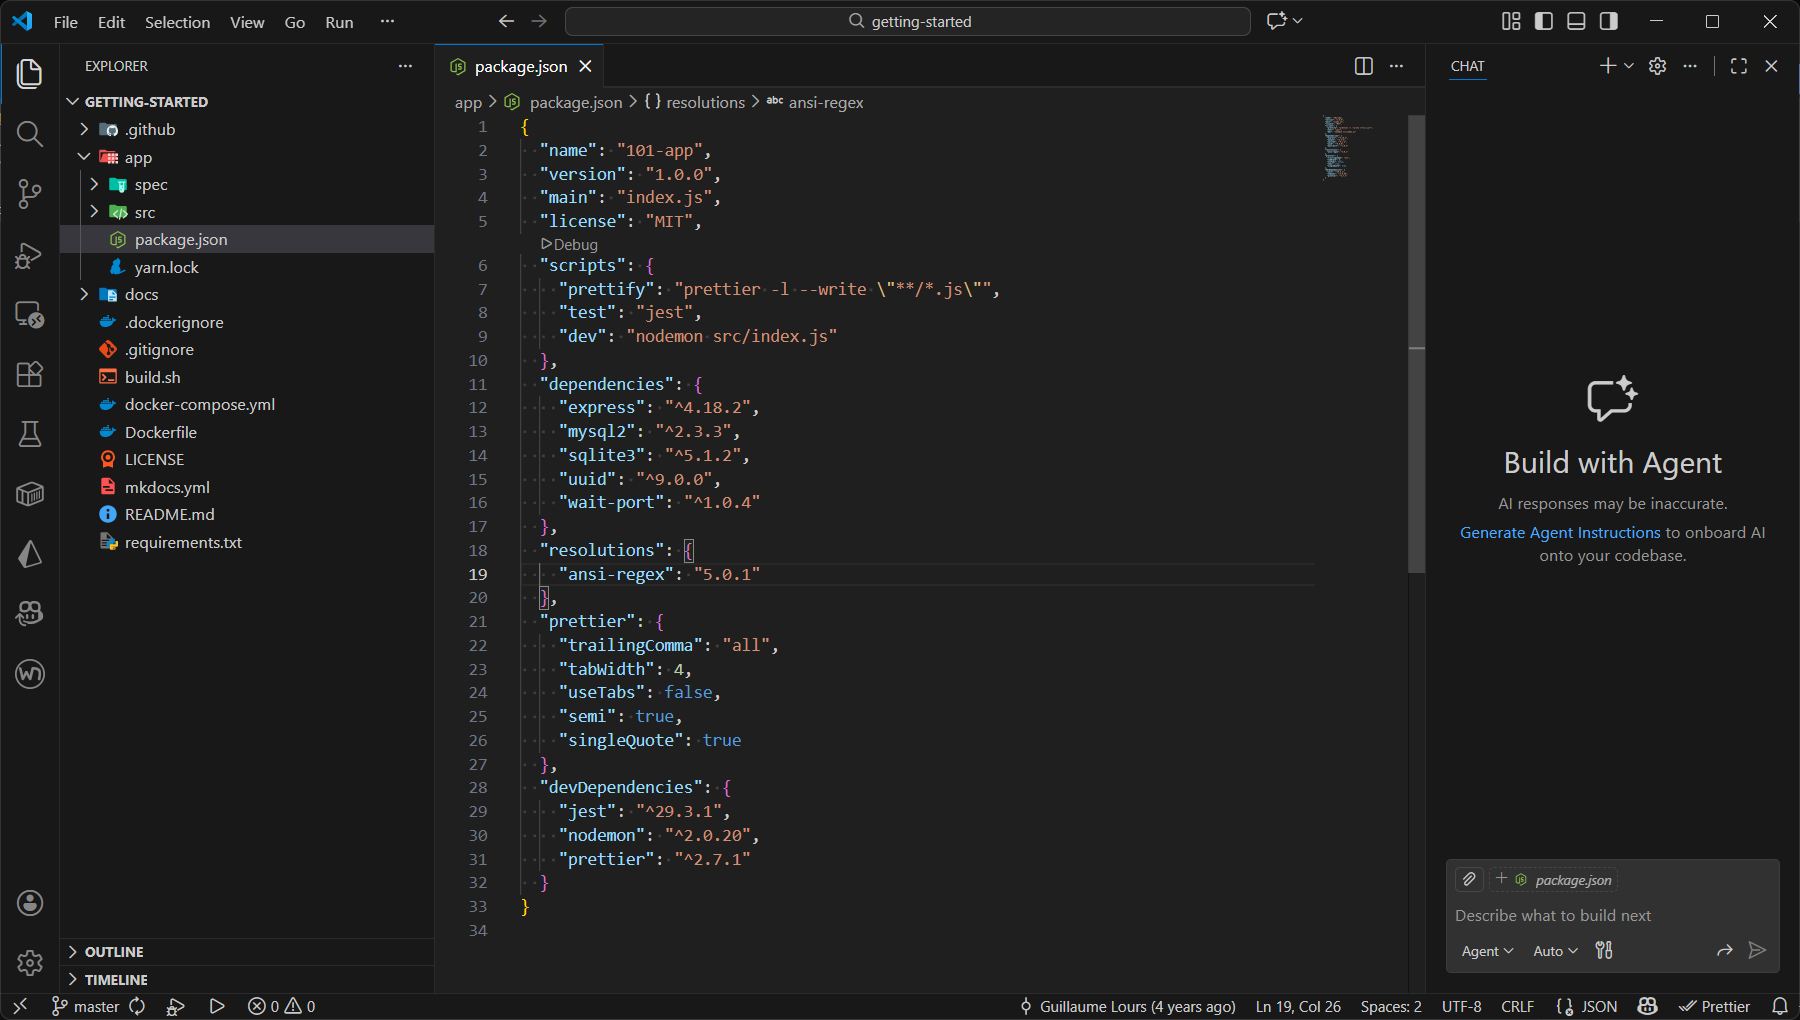 File Edit Selection View Go Run ···
getting-started
EXPLORER
GETTING-STARTED
.github
app
spec
src
package.json
yarn.lock
docs
.dockerignore
.gitignore
build.sh
docker-compose.yml
Dockerfile
LICENSE
mkdocs.yml
README.md
requirements.txt
OUTLINE
TIMELINE
package.json
app > package.json > { } resolutions > abc ansi-regex
1 {
2 "name": "101-app",
3 "version": "1.0.0",
4 "main": "index.js",
5 "license": "MIT",
Debug
6 "scripts": {
7 "prettify": "prettier -l --write \"**/*.js\"",
8 "test": "jest",
9 "dev": "nodemon src/index.js"
10 },
11 "dependencies": {
12 "express": "^4.18.2",
13 "mysql2": "^2.3.3",
14 "sqlite3": "^5.1.2",
15 "uuid": "^9.0.0",
16 "wait-port": "^1.0.4"
17 },
18 "resolutions": {
19 "ansi-regex": "5.0.1"
20 },
21 "prettier": {
22 "trailingComma": "all",
23 "tabWidth": 4,
24 "useTabs": false,
25 "semi": true,
26 "singleQuote": true
27 },
28 "devDependencies": {
29 "jest": "^29.3.1",
30 "nodemon": "^2.0.20",
31 "prettier": "^2.7.1"
32 }
33 }
34
CHAT
Build with Agent
AI responses may be inaccurate.
Generate Agent Instructions to onboard AI
onto your codebase.
package.json
Describe what to build next
Agent Auto
master 0 0 Guillaume Lours (4 years ago) Ln 19, Col 26 Spaces: 2 UTF-8 CRLF JSON Prettier